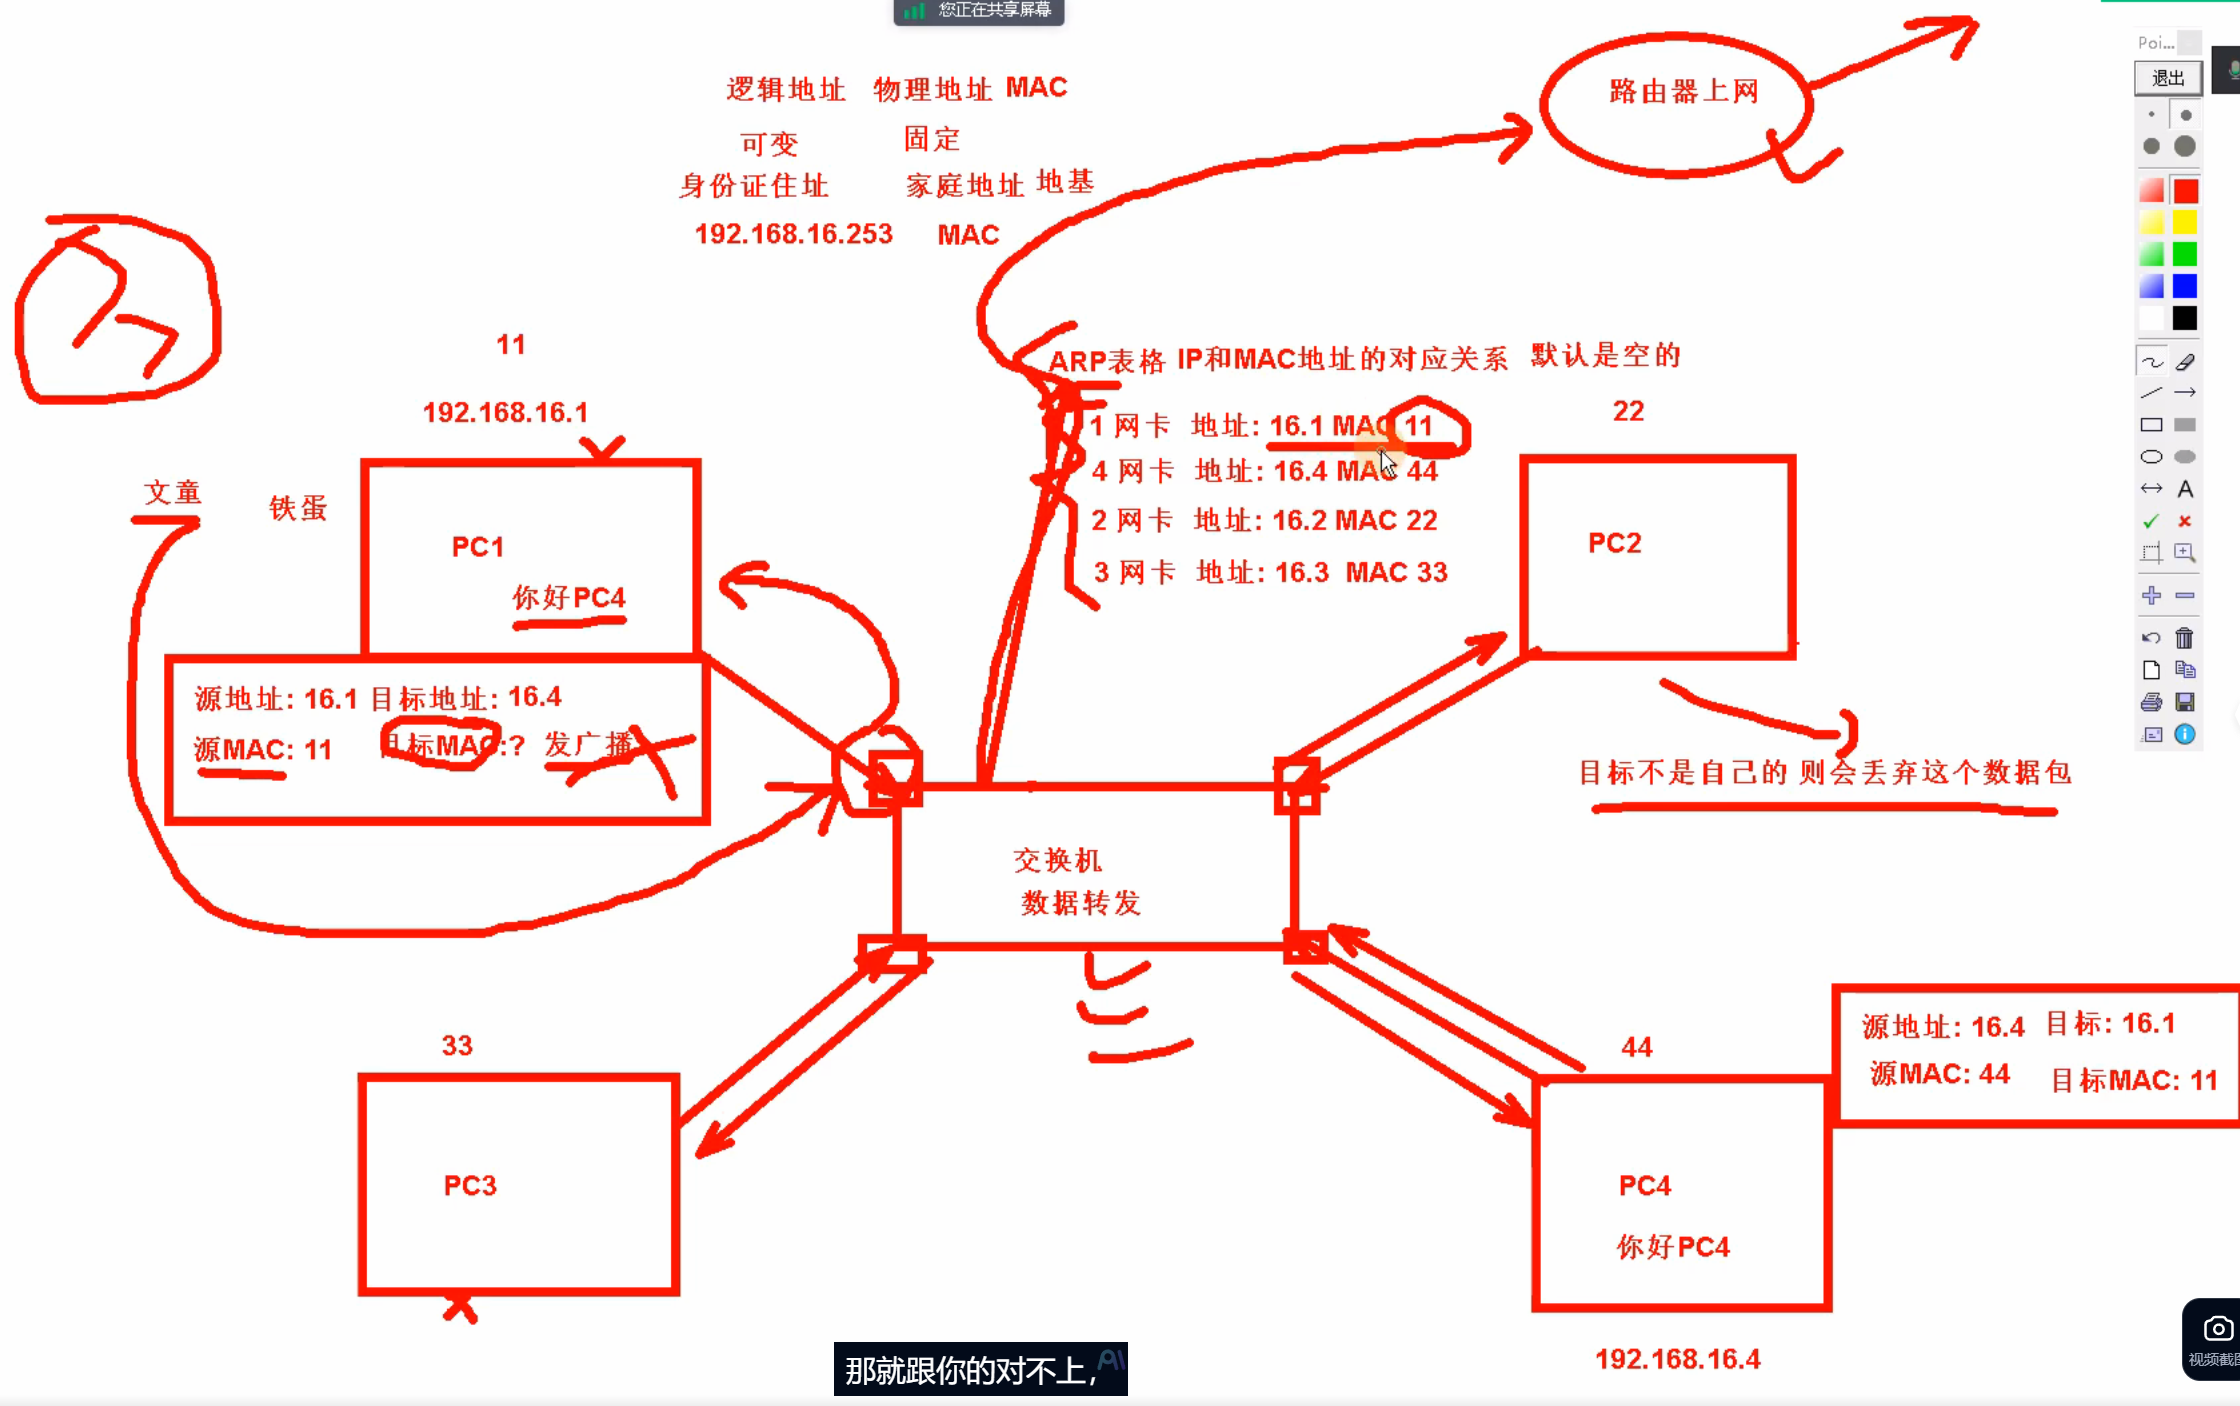 您正在共享屏幕
Poi...
退出
逻辑地址 物理地址 MAC
可变 固定
身份证住址 家庭地址 地基
192.168.16.253 MAC
路由器上网
11
192.168.16.1
文童 铁蛋
PC1
你好PC4
源地址: 16.1 目标地址: 16.4
源MAC: 11 目标MAC:? 发广播
ARP表格 IP和MAC地址的对应关系 默认是空的
1 网卡 地址: 16.1 MAC 11
4 网卡 地址: 16.4 MAC 44
2 网卡 地址: 16.2 MAC 22
3 网卡 地址: 16.3 MAC 33
22
PC2
目标不是自己的 则会丢弃这个数据包
交换机
数据转发
33
PC3
44
PC4
你好PC4
192.168.16.4
源地址: 16.4 目标: 16.1
源MAC: 44 目标MAC: 11
那就跟你的对不上,
AI
视频截图